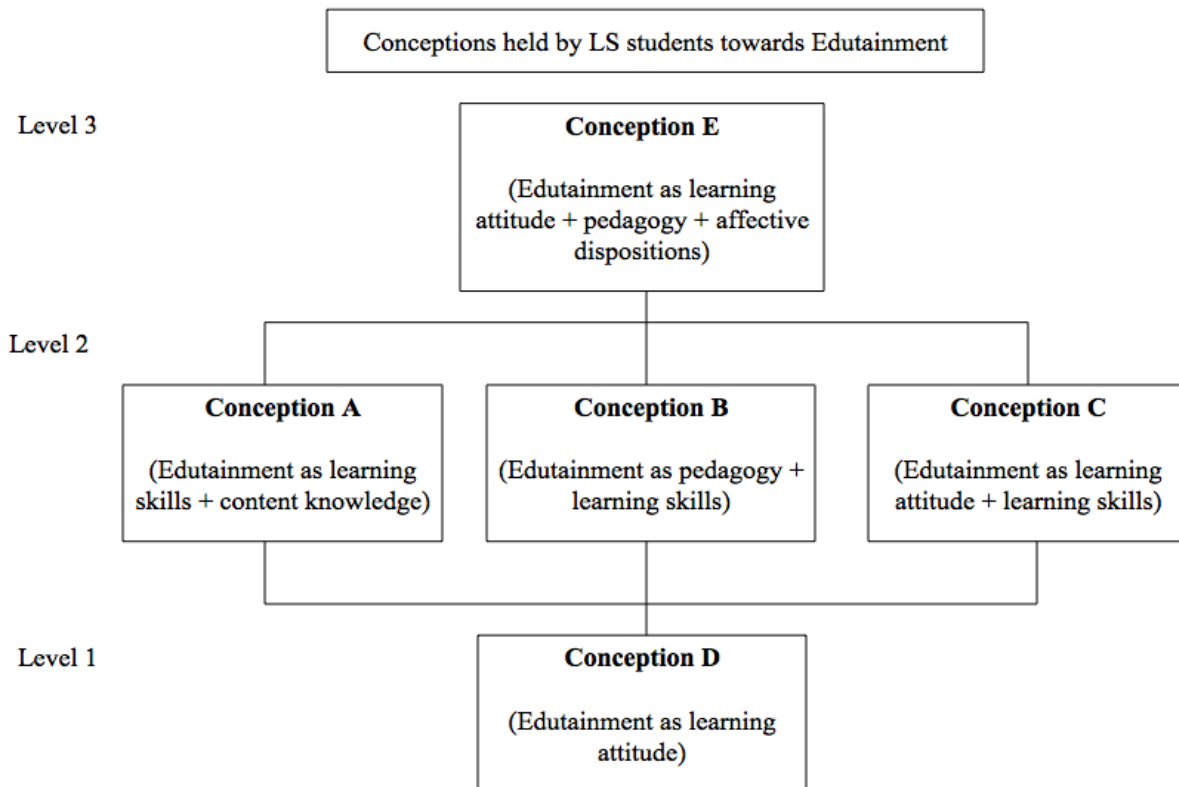 Conceptions held by LS students towards Edutainment
Level 3
Conception E
(Edutainment as learning
attitude + pedagogy + affective
dispositions)
Level 2
Conception A
(Edutainment as learning
skills + content knowledge)
Conception B
(Edutainment as pedagogy +
learning skills)
Conception C
(Edutainment as learning
attitude + learning skills)
Level 1
Conception D
(Edutainment as learning
attitude)